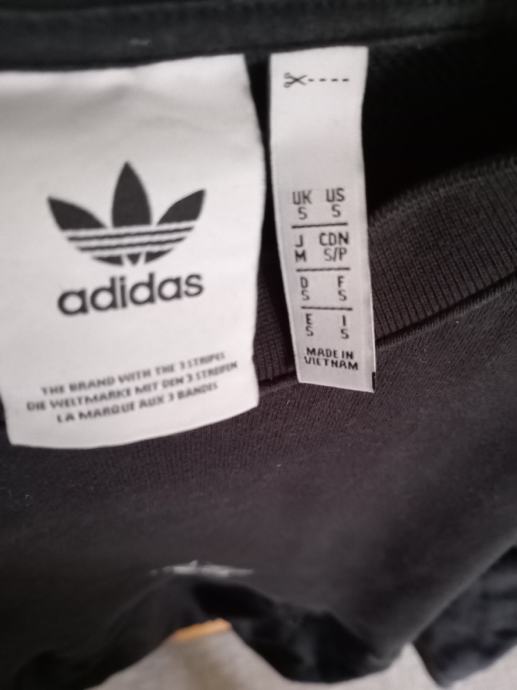 adidas
THE BRAND WITH THE 3 STRIPES
DIE WELTMARKE MIT DEN 3 STREIFEN
LA MARQUE AUX 3 BANDES
UK US
S S
J CDN
M S/P
D F
S S
E I
S S
MADE IN
VIETNAM